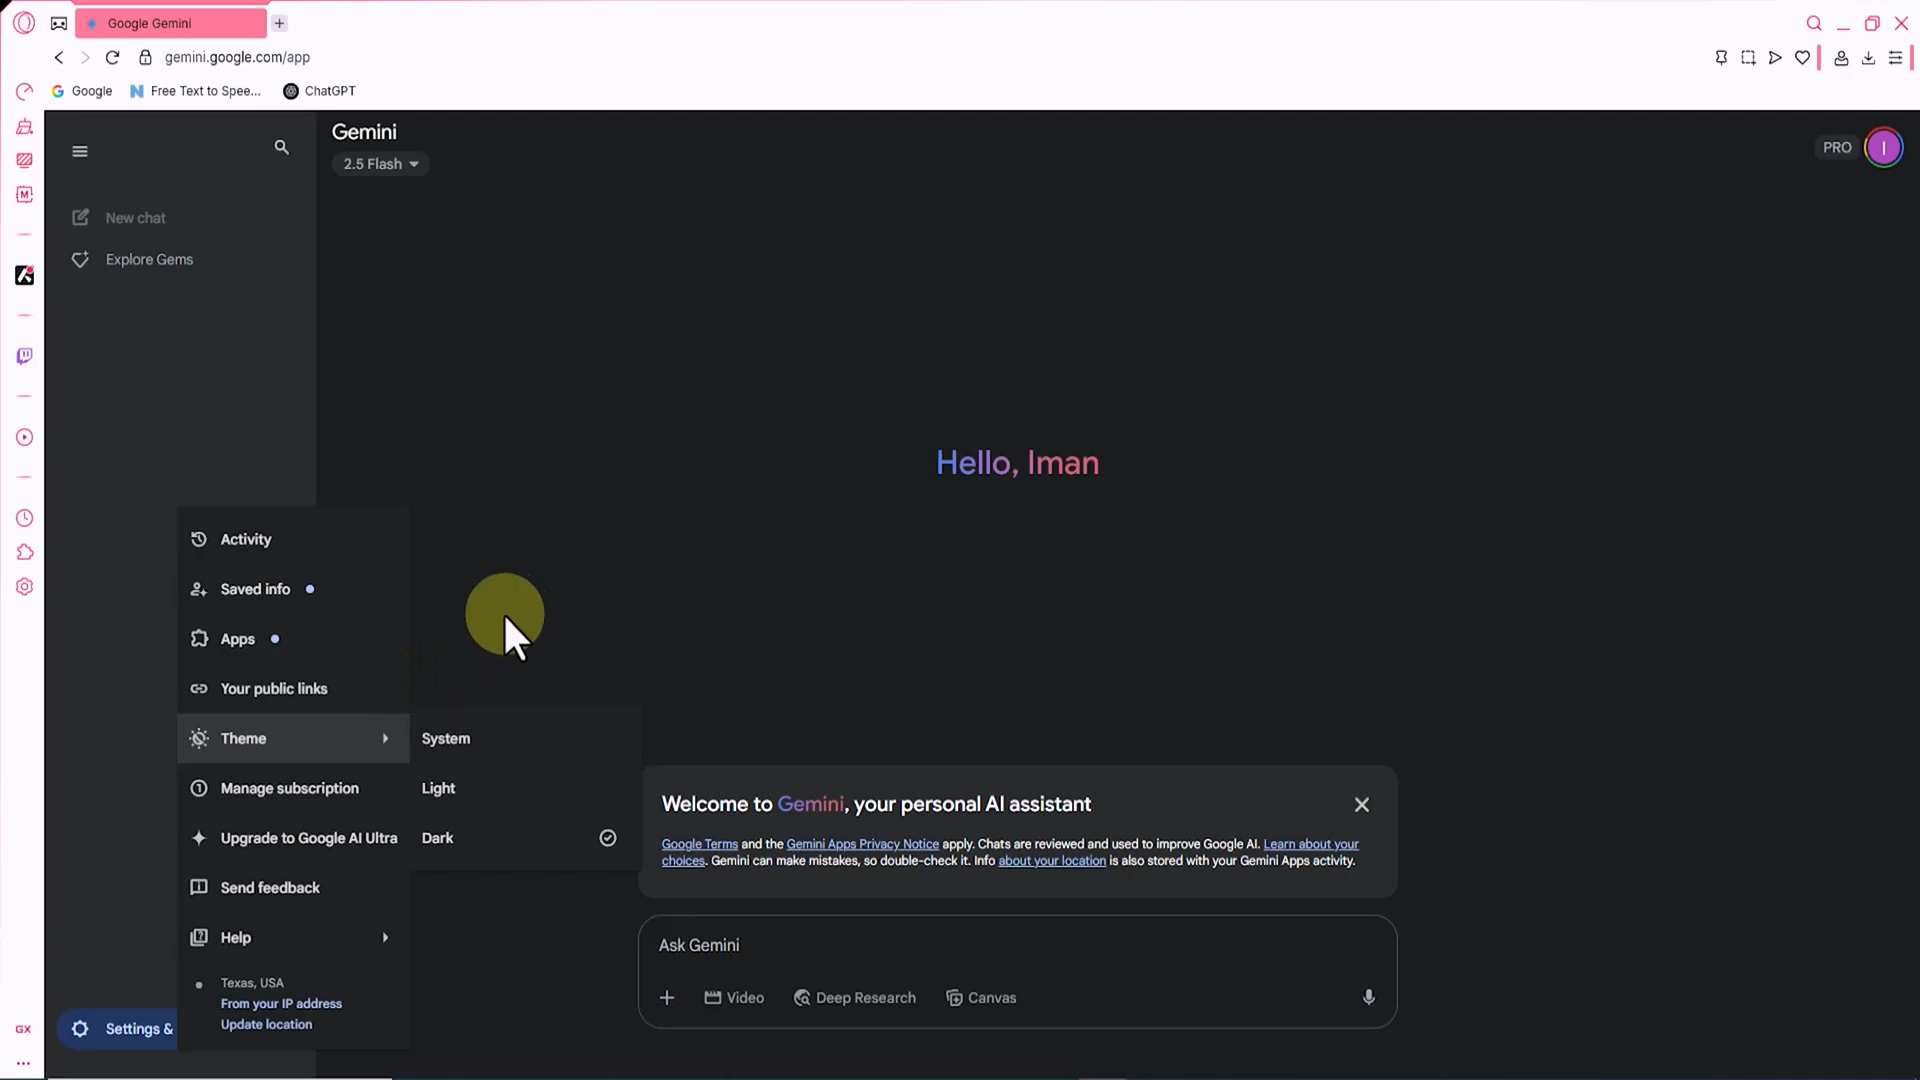 Google Gemini
gemini.google.com/app
Google
Free Text to Spee...
ChatGPT
Gemini
2.5 Flash
PRO
I
New chat
Explore Gems
Hello, Iman
Activity
Saved info
Apps
Your public links
Theme
System
Manage subscription
Light
Upgrade to Google AI Ultra
Dark
Send feedback
Help
Texas, USA
From your IP address
Update location
Settings &
GX
Welcome to Gemini, your personal AI assistant
Google Terms and the Gemini Apps Privacy Notice apply. Chats are reviewed and used to improve Google AI. Learn about your
choices. Gemini can make mistakes, so double-check it. Info about your location is also stored with your Gemini Apps activity.
Ask Gemini
Video
Deep Research
Canvas